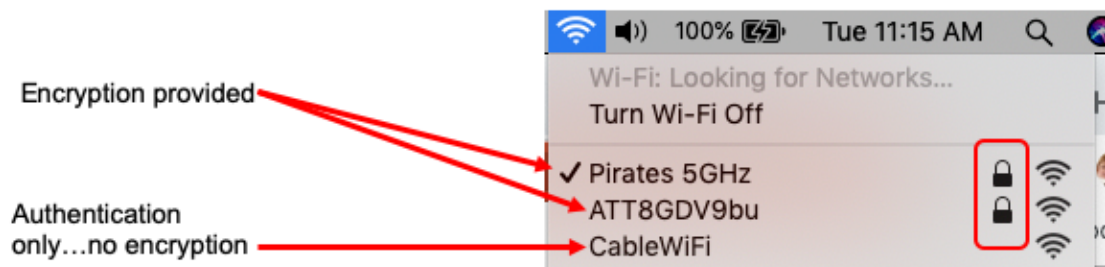 100% Tue 11:15 AM
Wi-Fi: Looking for Networks...
Encryption provided
Turn Wi-Fi Off
Pirates 5GHz
ATT8GDV9bu
Authentication
only…no encryption
CableWiFi